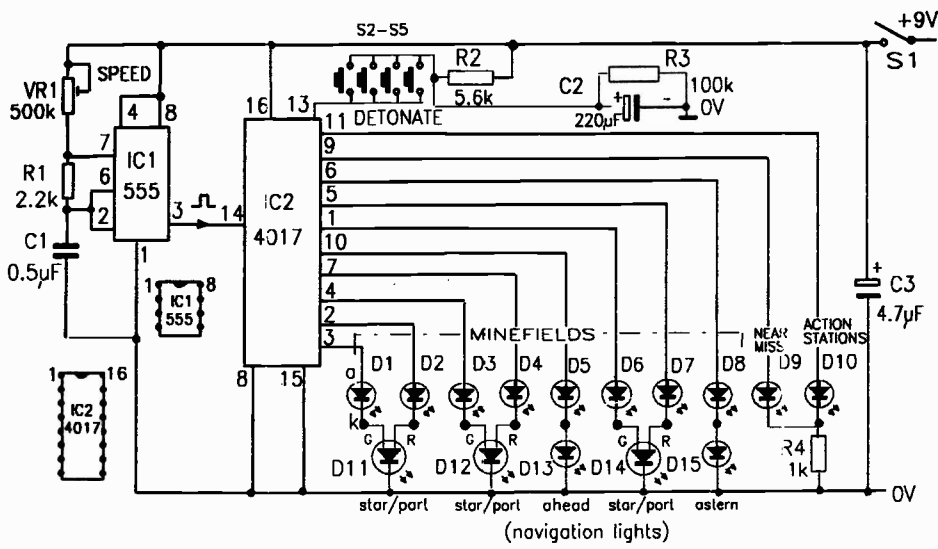 S2-S5
+9V
S1
SPEED
VR1
500k
R2
5.6k
R3
100k
C2
+
-
220µF
0V
16
13
DETONATE
4
8
7
IC1
555
6
2
3
1
R1
2.2k
C1
0.5µF
14
IC2
4017
11
9
6
5
1
10
7
4
2
3
8
15
1
8
IC1
555
1
16
IC2
4017
+
C3
4.7µF
MINEFIELDS
NEAR
MISS
ACTION
STATIONS
a
D1
D2
D3
D4
D5
D6
D7
D8
D9
D10
k
G
R
G
R
G
R
D11
D12
D13
D14
D15
R4
1k
0V
star/port
star/port
ahead
star/port
astern
(navigation lights)